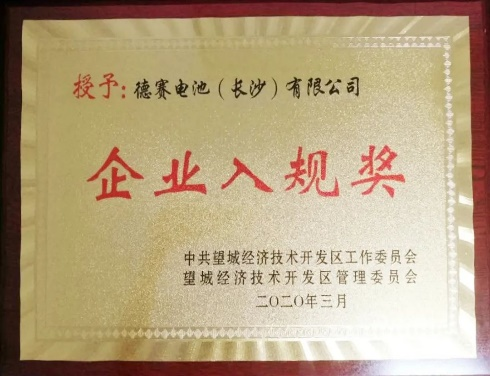 授予：德赛电池（长沙）有限公司
企业入规奖
中共望城经济技术开发区工作委员会
望城经济技术开发区管理委员会
二〇二〇年三月